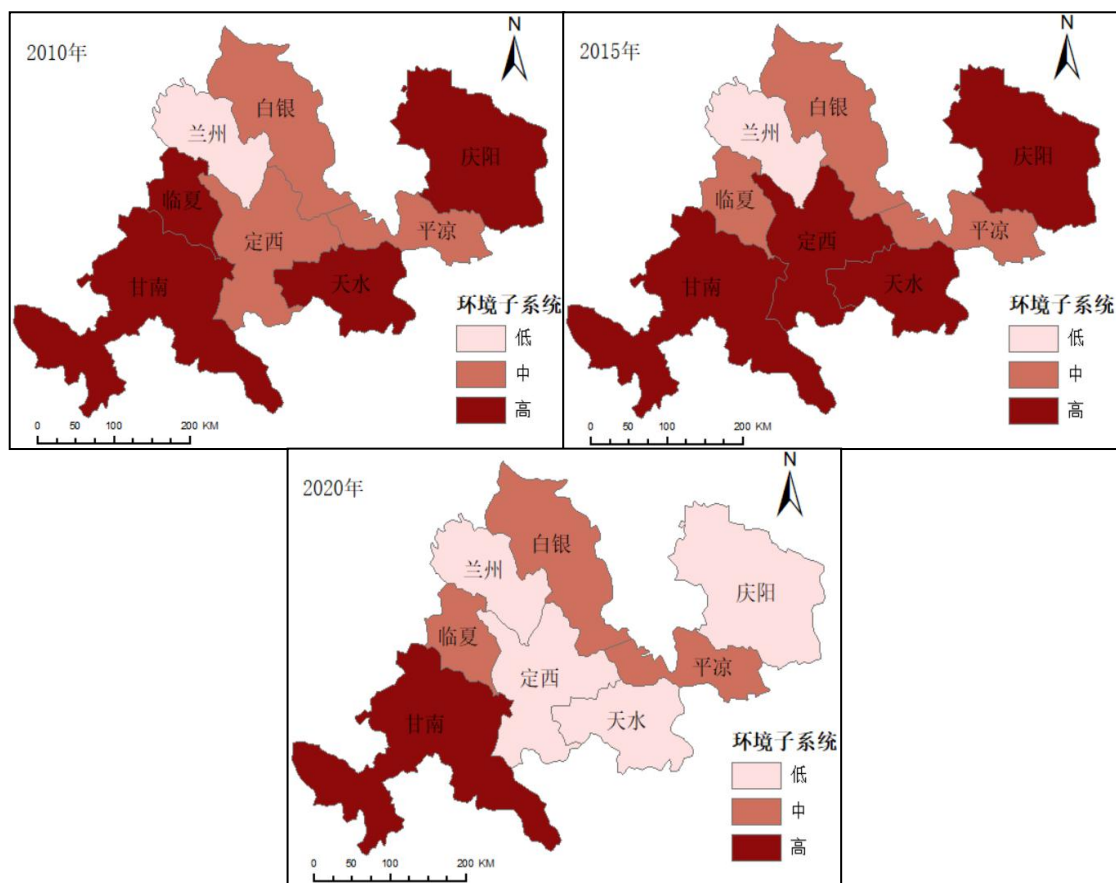 2010年
N
白银
兰州
庆阳
临夏
定西
平凉
甘南
天水
环境子系统
低
中
高
0 50 100 200 KM
2015年
N
白银
兰州
庆阳
临夏
定西
平凉
甘南
天水
环境子系统
低
中
高
0 50 100 200 KM
2020年
N
白银
兰州
庆阳
临夏
定西
平凉
甘南
天水
环境子系统
低
中
高
0 50 100 200 KM